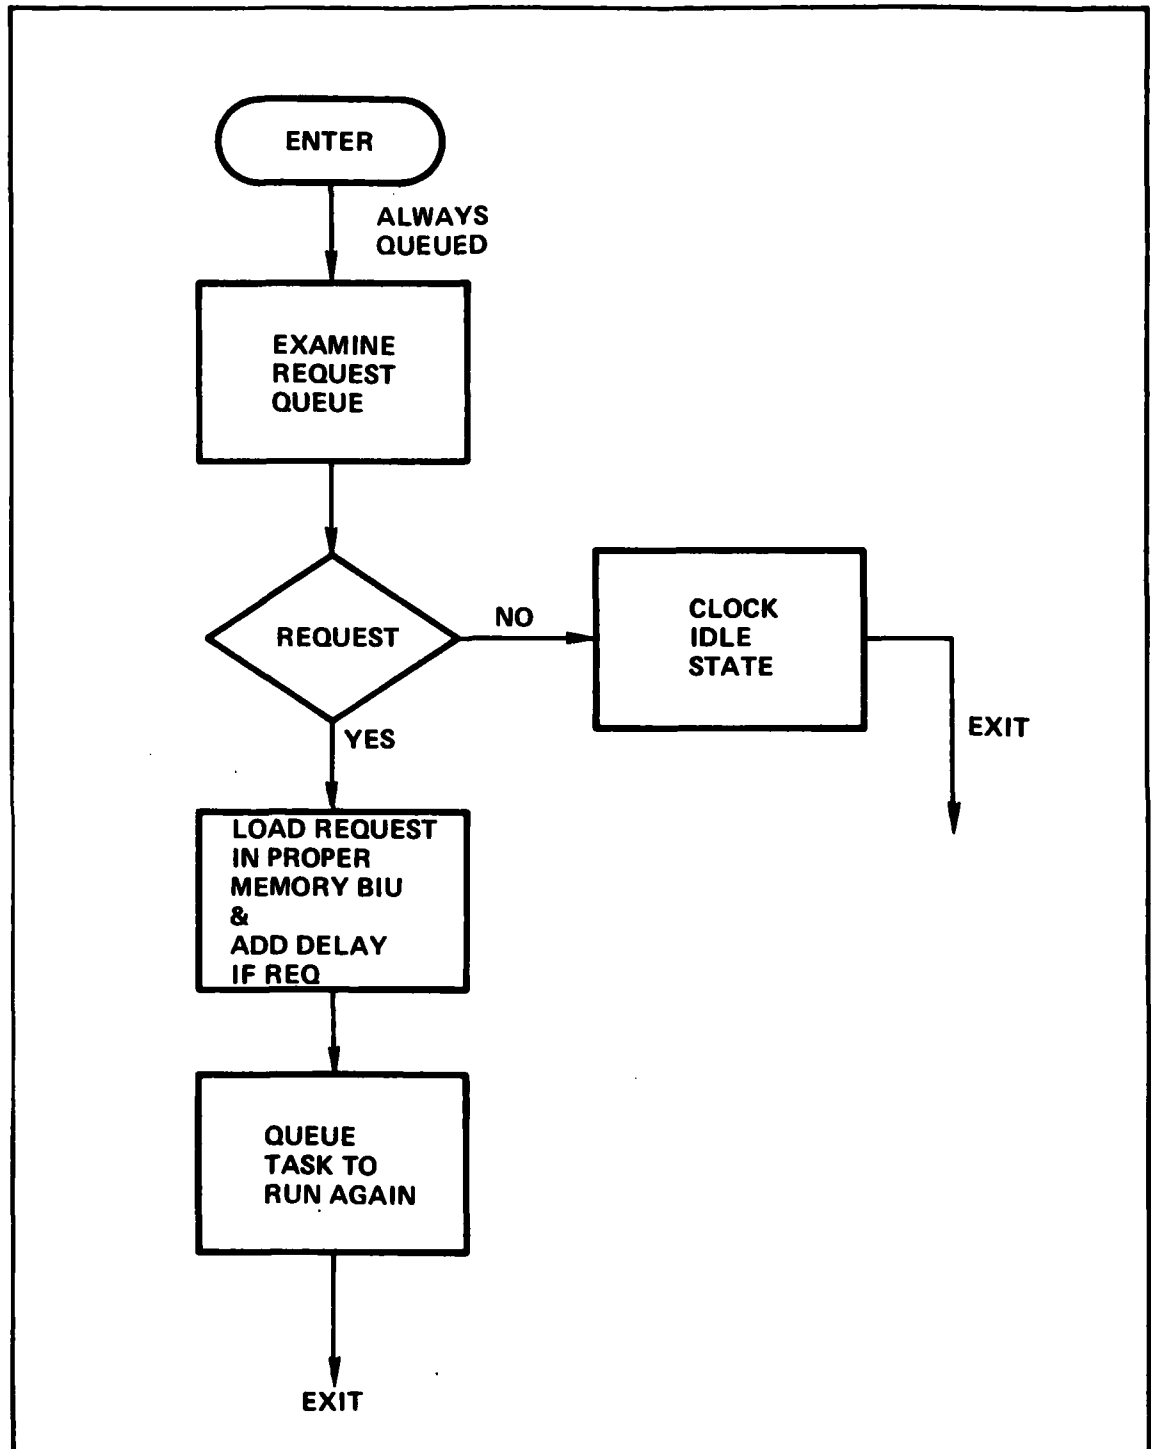 ENTER
ALWAYS
QUEUED
EXAMINE
REQUEST
QUEUE
REQUEST
NO
CLOCK
IDLE
STATE
EXIT
YES
LOAD REQUEST
IN PROPER
MEMORY BIU
&
ADD DELAY
IF REQ
QUEUE
TASK TO
RUN AGAIN
EXIT